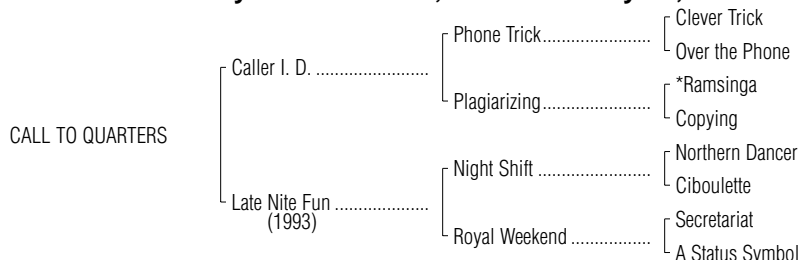 Clever Trick
Phone Trick.......................
Over the Phone
Caller I. D. ........................
*Ramsinga
Plagiarizing.......................
Copying
CALL TO QUARTERS
Northern Dancer
Night Shift ........................
Ciboulette
Late Nite Fun ....................
(1993)
Secretariat
Royal Weekend .................
A Status Symbol